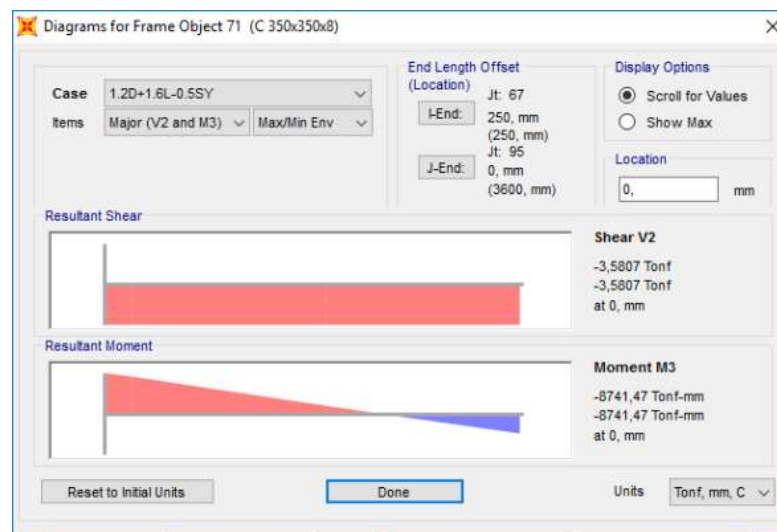 Diagrams for Frame Object 71 (C 350x350x8)
Case 1.2D+1.6L-0.5SY
Items Major (V2 and M3) Max/Min Env
End Length Offset
(Location)
Jt: 67
I-End: 250, mm
(250, mm)
Jt: 95
J-End: 0, mm
(3600, mm)
Display Options
Scroll for Values
Show Max
Location
0, mm
Resultant Shear
Shear V2
-3,5807 Tonf
-3,5807 Tonf
at 0, mm
Resultant Moment
Moment M3
-8741,47 Tonf-mm
-8741,47 Tonf-mm
at 0, mm
Reset to Initial Units
Done
Units Tonf, mm, C